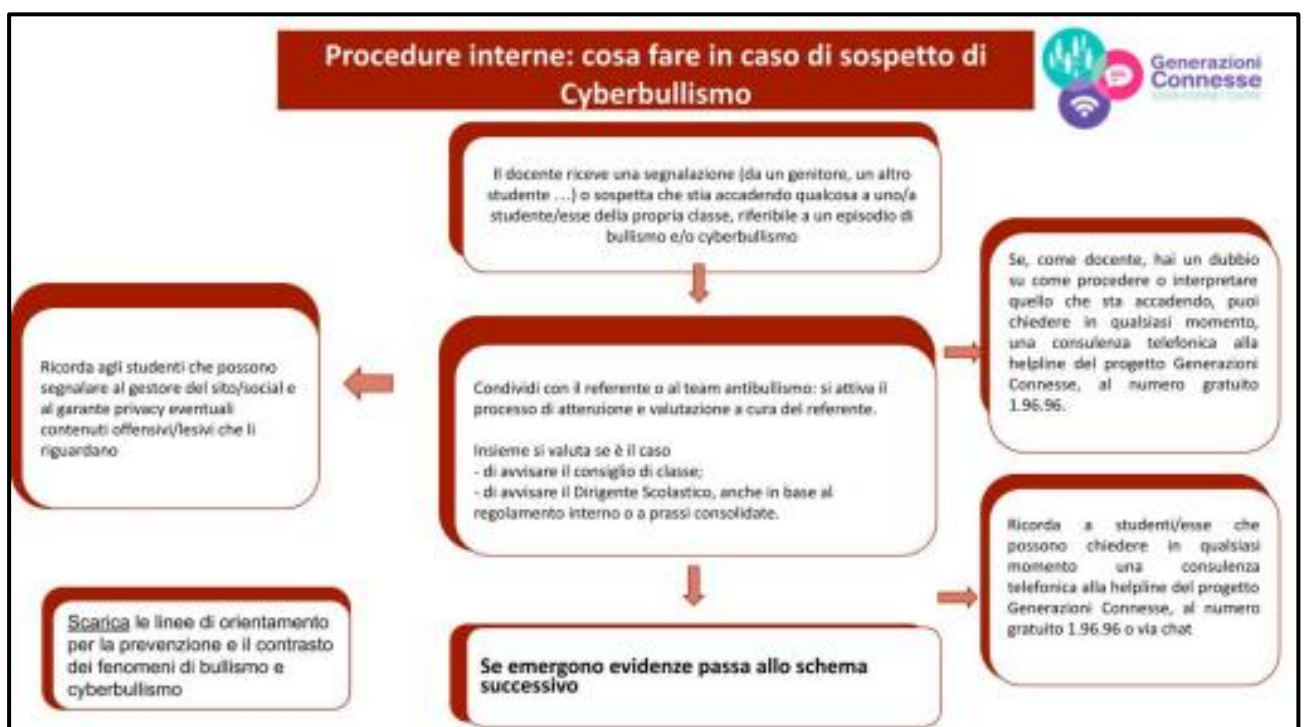 Procedure interne: cosa fare in caso di sospetto di
Cyberbullismo
Generazioni
Connesse
Il docente riceve una segnalazione (da un genitore, un altro
studente ...) o sospetta che stia accadendo qualcosa a uno/a
studente/esse della propria classe, riferibile a un episodio di
bullismo e/o cyberbullismo
Se, come docente, hai un dubbio
su come procedere o interpretare
quello che sta accadendo, puoi
chiedere in qualsiasi momento,
una consulenza telefonica alla
helpline del progetto Generazioni
Connesse, al numero gratuito
1.96.96.
Ricorda agli studenti che possono
segnalare al gestore del sito/social e
al garante privacy eventuali
contenuti offensivi/lesivi che li
riguardano
Condividi con il referente o al team antibullismo: si attiva il
processo di attenzione e valutazione a cura del referente.
Insieme si valuta se è il caso
- di avvisare il consiglio di classe;
- di avvisare il Dirigente Scolastico, anche in base al
regolamento interno o a prassi consolidate.
Ricorda a studenti/esse che
possono chiedere in qualsiasi
momento una consulenza
telefonica alla helpline del progetto
Generazioni Connesse, al numero
gratuito 1.96.96 o via chat
Scarica le linee di orientamento
per la prevenzione e il contrasto
dei fenomeni di bullismo e
cyberbullismo
Se emergono evidenze passa allo schema
successivo